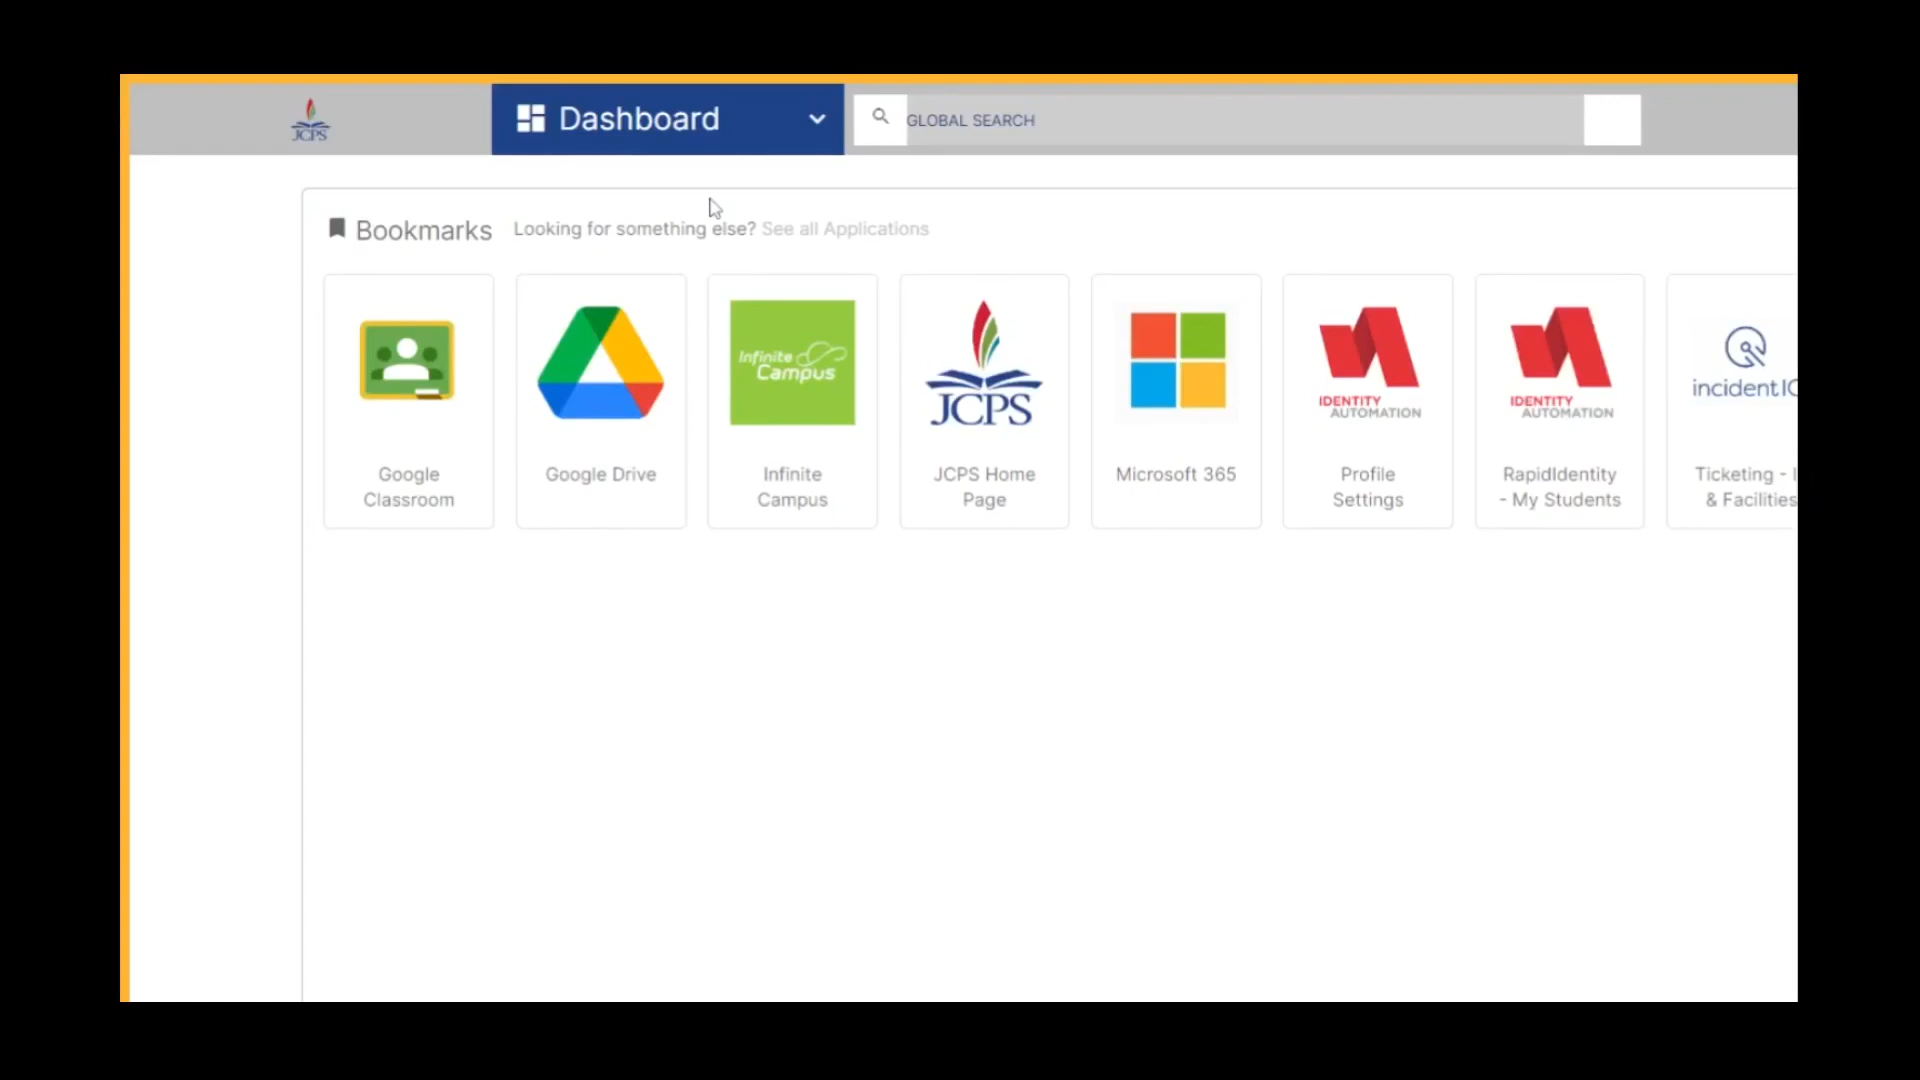 JCPS
Dashboard
GLOBAL SEARCH
Bookmarks
Looking for something else? See all Applications
Infinite
Campus
JCPS
IDENTITY
AUTOMATION
IDENTITY
AUTOMATION
incidentIQ
Google
Classroom
Google Drive
Infinite
Campus
JCPS Home
Page
Microsoft 365
Profile
Settings
RapidIdentity
- My Students
Ticketing -
& Facilities